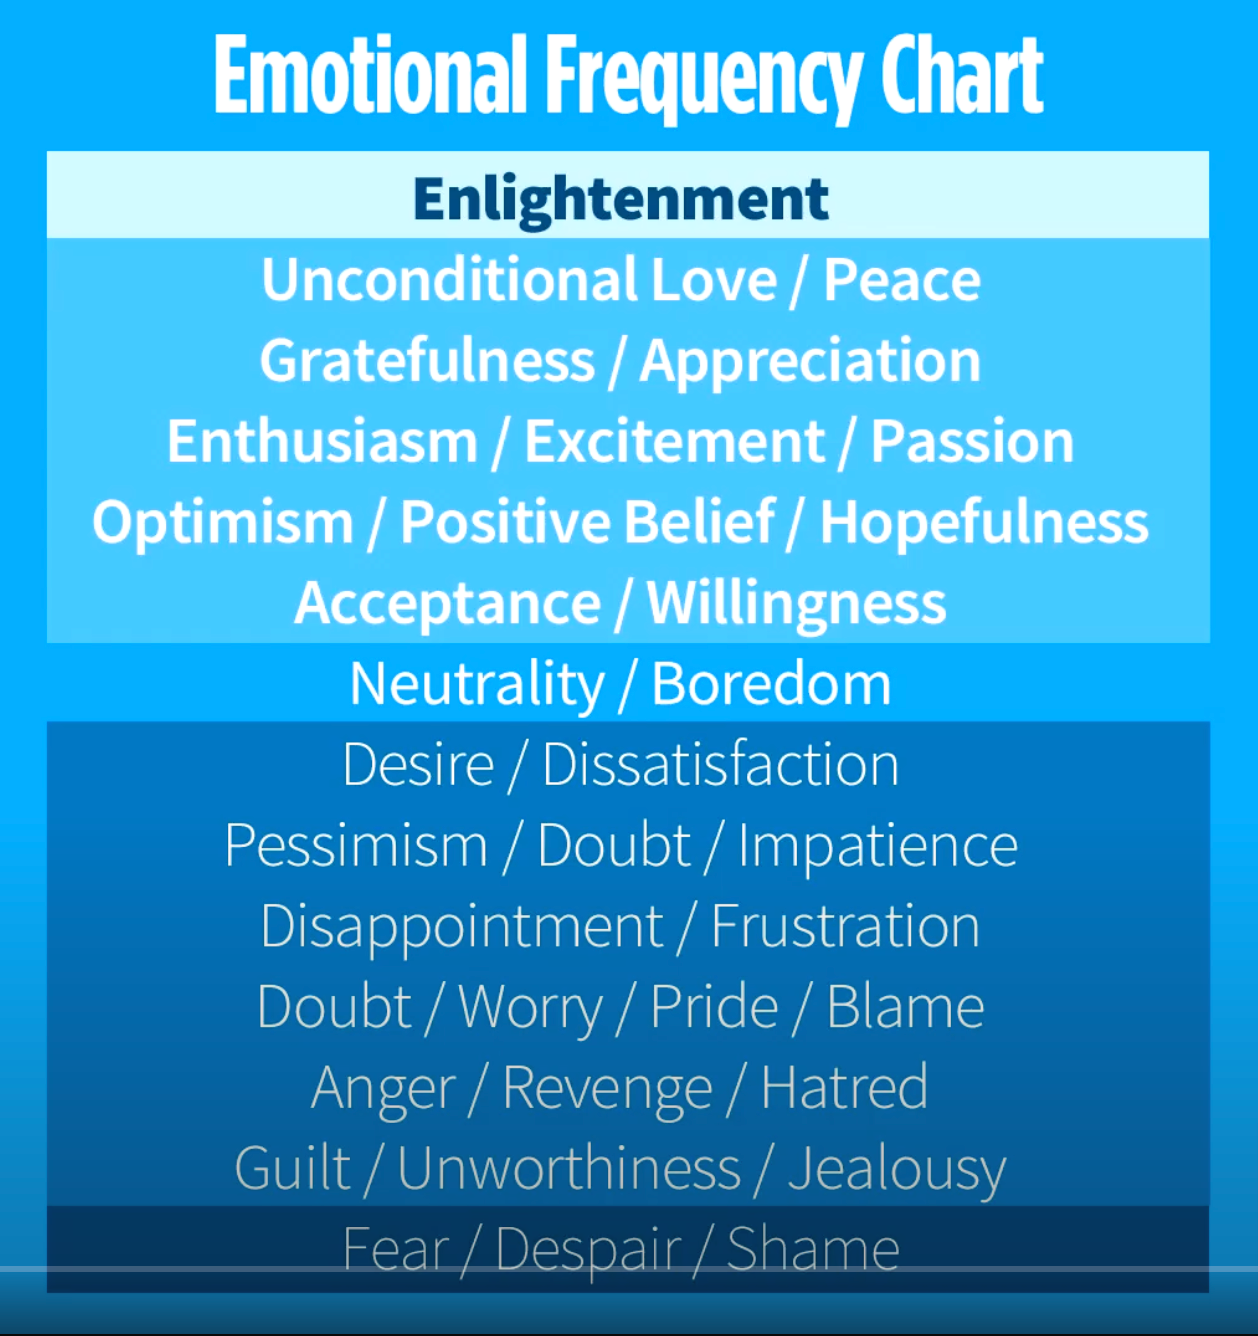 Emotional Frequency Chart
Enlightenment
Unconditional Love / Peace
Gratefulness / Appreciation
Enthusiasm / Excitement / Passion
Optimism / Positive Belief / Hopefulness
Acceptance / Willingness
Neutrality / Boredom
Desire / Dissatisfaction
Pessimism / Doubt / Impatience
Disappointment / Frustration
Doubt / Worry / Pride / Blame
Anger / Revenge / Hatred
Guilt / Unworthiness / Jealousy
Fear / Despair / Shame